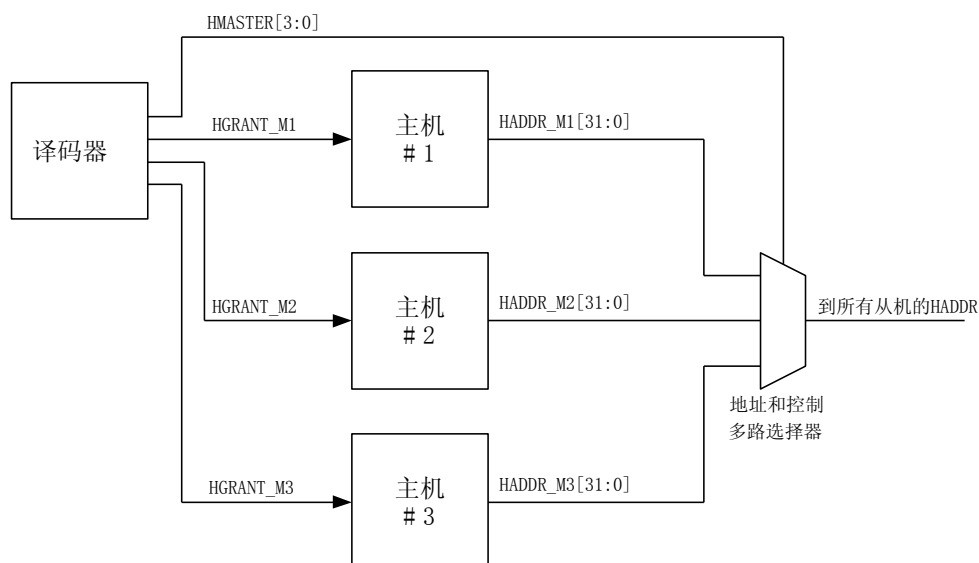 HMASTER[3:0]
译码器
HGRANT_M1
主机
#1
HADDR_M1[31:0]
HGRANT_M2
主机
#2
HADDR_M2[31:0]
到所有从机的HADDR
地址和控制
多路选择器
HGRANT_M3
主机
#3
HADDR_M3[31:0]